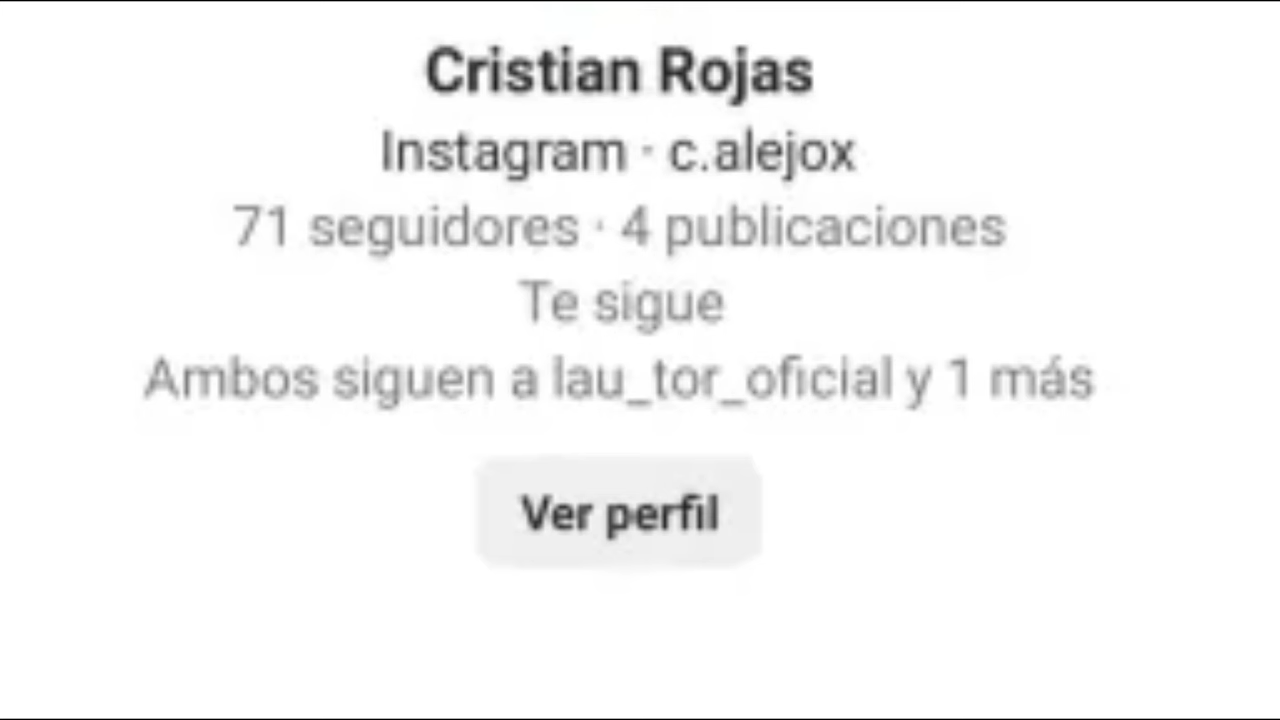 Cristian Rojas
Instagram · c.alejox
71 seguidores · 4 publicaciones
Te sigue
Ambos siguen a lau_tor_oficial y 1 más
Ver perfil